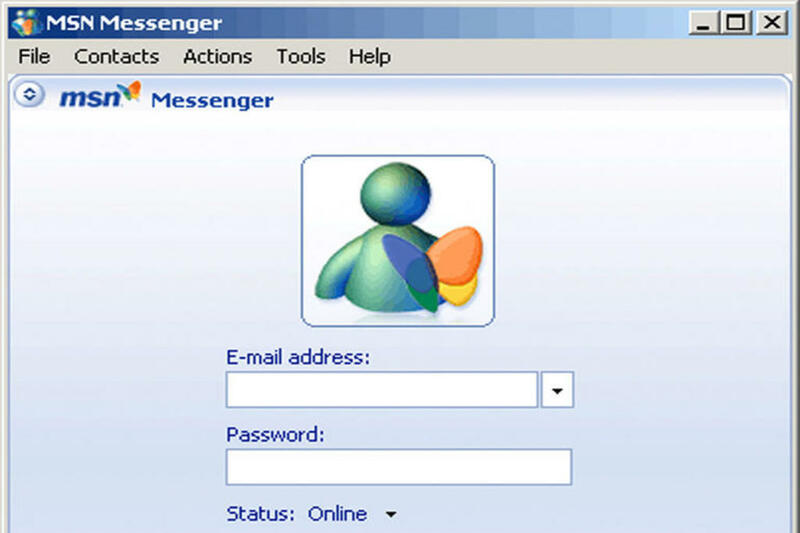 MSN Messenger
File Contacts Actions Tools Help
msn Messenger
E-mail address:
Password:
Status: Online